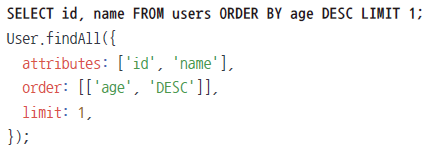 SELECT id, name FROM users ORDER BY age DESC LIMIT 1;
User.findAll({
  attributes: ['id', 'name'],
  order: [['age', 'DESC']],
  limit: 1,
});